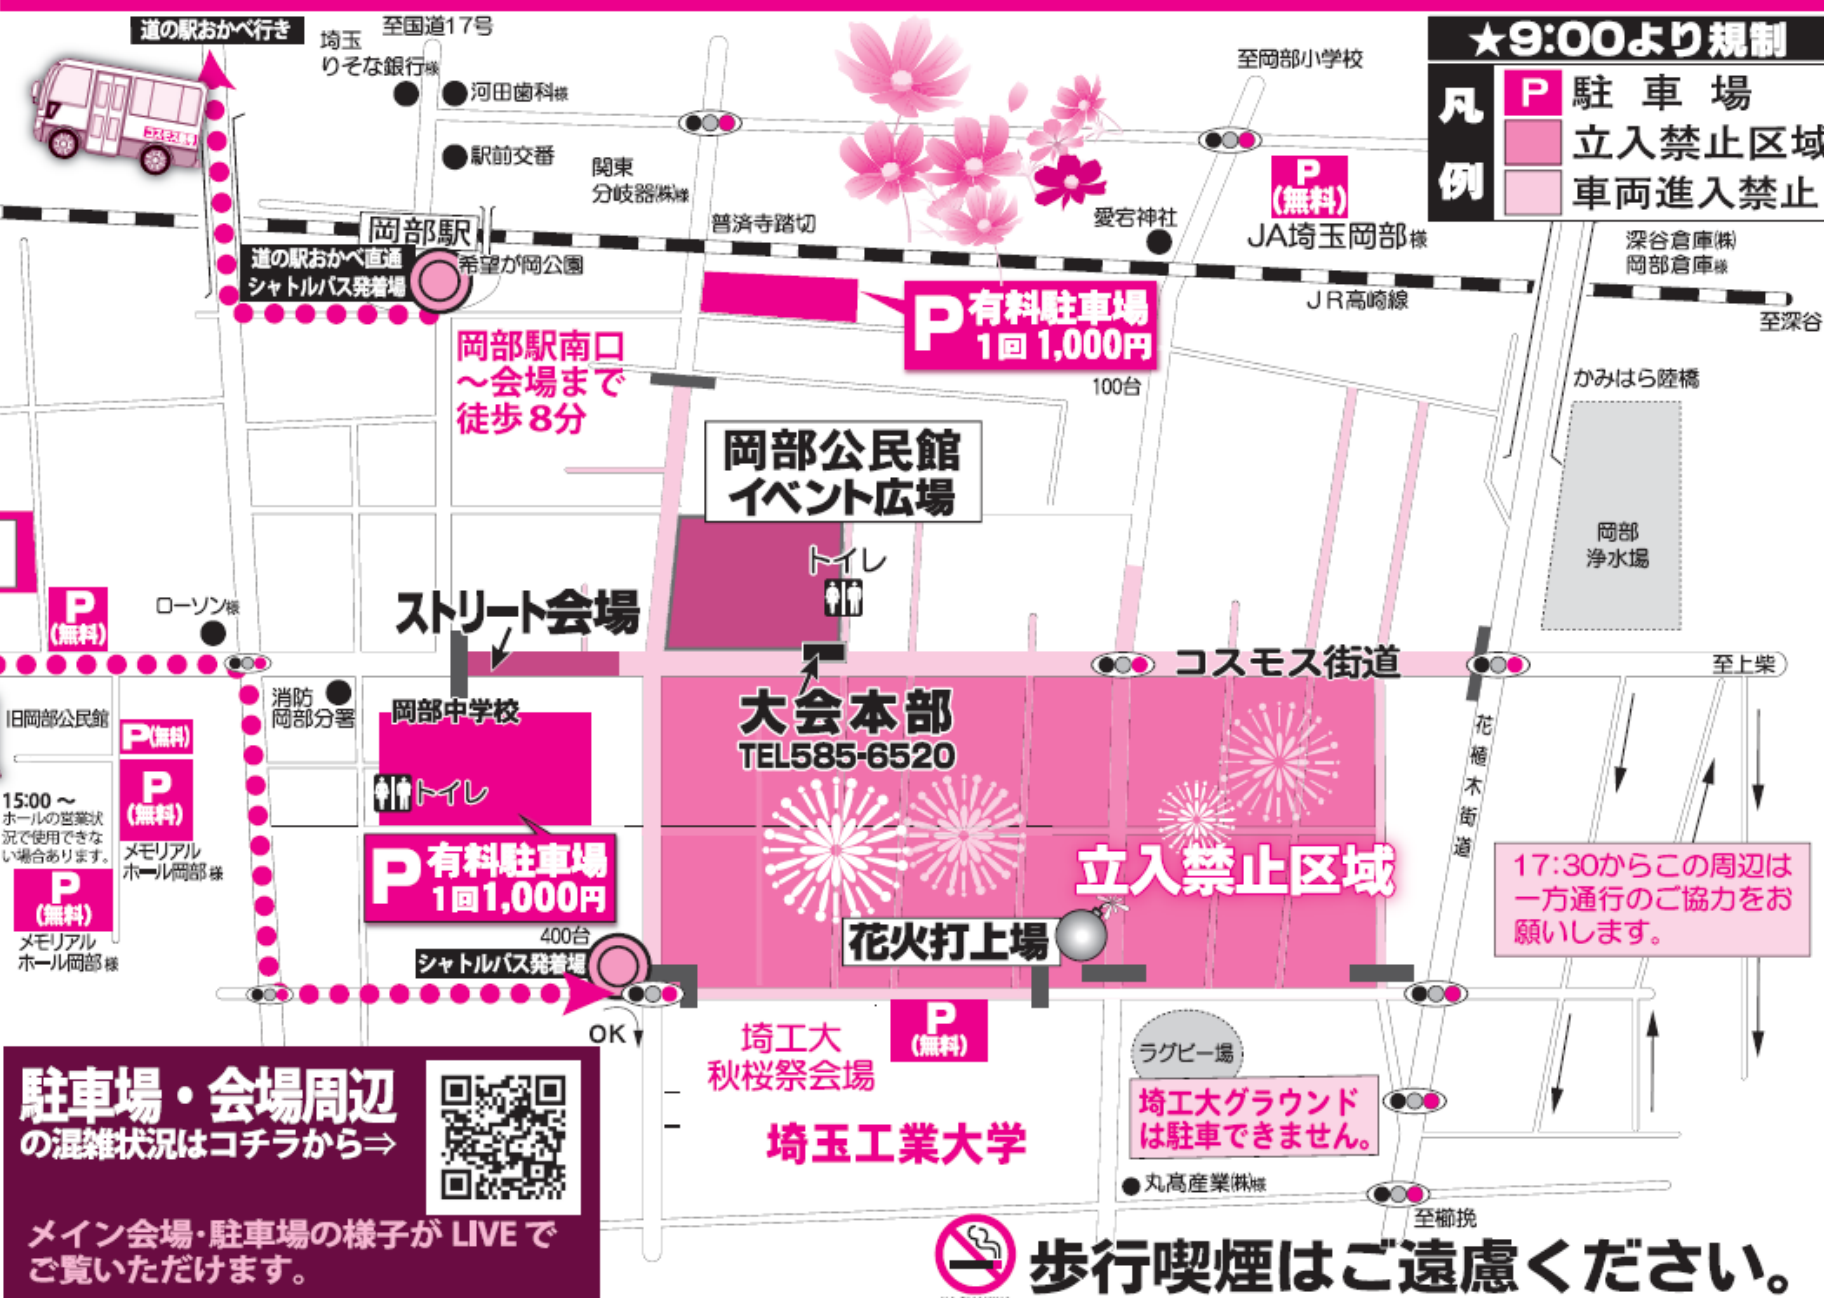 道の駅おかべ行き
至国道17号
埼玉
りそな銀行様
河田歯科様
駅前交番
関東
分岐器㈱様
至岡部小学校
★9:00より規制
凡例
P 駐車場
立入禁止区域
車両進入禁止
コスモス街道
P
(無料)
JA埼玉岡部様
愛宕神社
普済寺踏切
岡部駅
希望が岡公園
道の駅おかべ直通
シャトルバス発着場
深谷倉庫㈱
岡部倉庫様
JR高崎線
至深谷
P 有料駐車場
1回 1,000円
100台
岡部駅南口
～会場まで
徒歩8分
かみはら陸橋
岡部公民館
イベント広場
トイレ
岡部
浄水場
P
(無料)
ローソン様
ストリート会場
至上柴
大会本部
TEL585-6520
消防
岡部分署
岡部中学校
旧岡部公民館
P(無料)
P
(無料)
トイレ
花植木街道
15:00～
ホールの営業状
況で使用できな
い場合あります。
メモリアル
ホール岡部様
P
(無料)
メモリアル
ホール岡部様
P 有料駐車場
1回1,000円
400台
シャトルバス発着場
立入禁止区域
花火打上場
17:30からこの周辺は
一方通行のご協力をお
願いします。
OK
埼工大
秋桜祭会場
P
(無料)
ラグビー場
埼工大グラウンド
は駐車できません。
埼玉工業大学
丸高産業㈱様
至櫛挽
駐車場・会場周辺
の混雑状況はコチラから⇒
メイン会場・駐車場の様子が LIVE で
ご覧いただけます。
歩行喫煙はご遠慮ください。